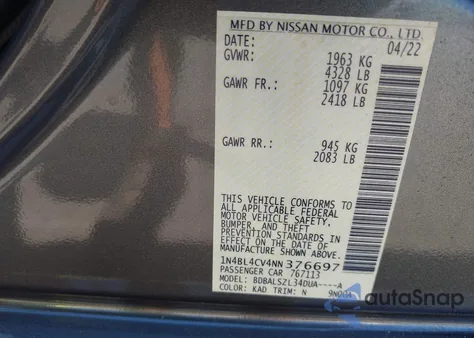 MFD BY NISSAN MOTOR CO., LTD.
DATE: 04/22
GVWR: 1963 KG
4328 LB
GAWR FR.: 1097 KG
2418 LB
GAWR RR.: 945 KG
2083 LB
THIS VEHICLE CONFORMS TO
ALL APPLICABLE FEDERAL
MOTOR VEHICLE SAFETY,
BUMPER, AND THEFT
PREVENTION STANDARDS IN
EFFECT ON THE DATE OF
MANUFACTURE SHOWN ABOVE.
1N4BL4CV4NN376697
PASSENGER CAR 767113
MODEL: BDBALSZL34DUA----A
COLOR: KAD TRIM: N 9N00A
autoSnap